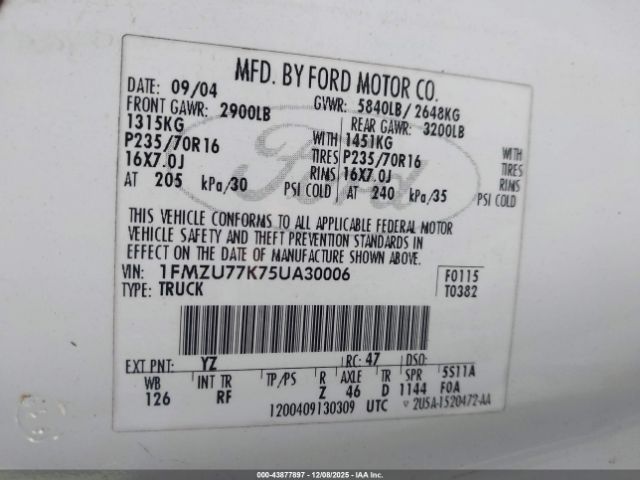 MFD. BY FORD MOTOR CO.
DATE: 09/04 GVWR: 5840LB/ 2648KG
FRONT GAWR: 2900LB REAR GAWR: 3200LB
1315KG WITH 1451KG WITH
P235/70R16 TIRES P235/70R16 TIRES
16X7.0J RIMS 16X7.0J RIMS
AT 205 kPa/30 PSI COLD AT 240 kPa/35 PSI COLD
Ford
THIS VEHICLE CONFORMS TO ALL APPLICABLE FEDERAL MOTOR
VEHICLE SAFETY AND THEFT PREVENTION STANDARDS IN
EFFECT ON THE DATE OF MANUFACTURE SHOWN ABOVE.
VIN: 1FMZU77K75UA30006 F0115
TYPE: TRUCK T0382
EXT PNT: YZ RC: 47 DSO:
WB INT TR TP/PS R AXLE TR SPR 5S11A
126 RF Z 46 D 1144 F0A
1200409130309 UTC 2U5A-1520472-AA
000-43877897 - 12/08/2025 - IAA Inc. - Copyright